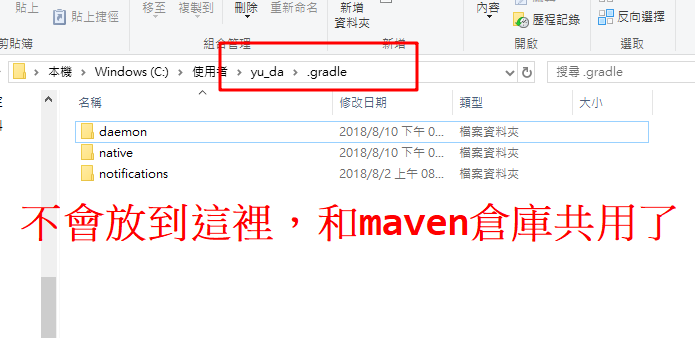 貼上 貼上捷徑 移至 複製到 刪除 重新命名 新增 資料夾 內容 開啟 歷程記錄 反向選擇
剪貼簿 組合管理 新增 開啟 選取
本機 Windows (C:) 使用者 yu_da .gradle 搜尋 .gradle
名稱 修改日期 類型 大小
daemon 2018/8/10 下午 0... 檔案資料夾
native 2018/8/10 下午 0... 檔案資料夾
notifications 2018/8/2 上午 08... 檔案資料夾
不會放到這裡，和maven倉庫共用了